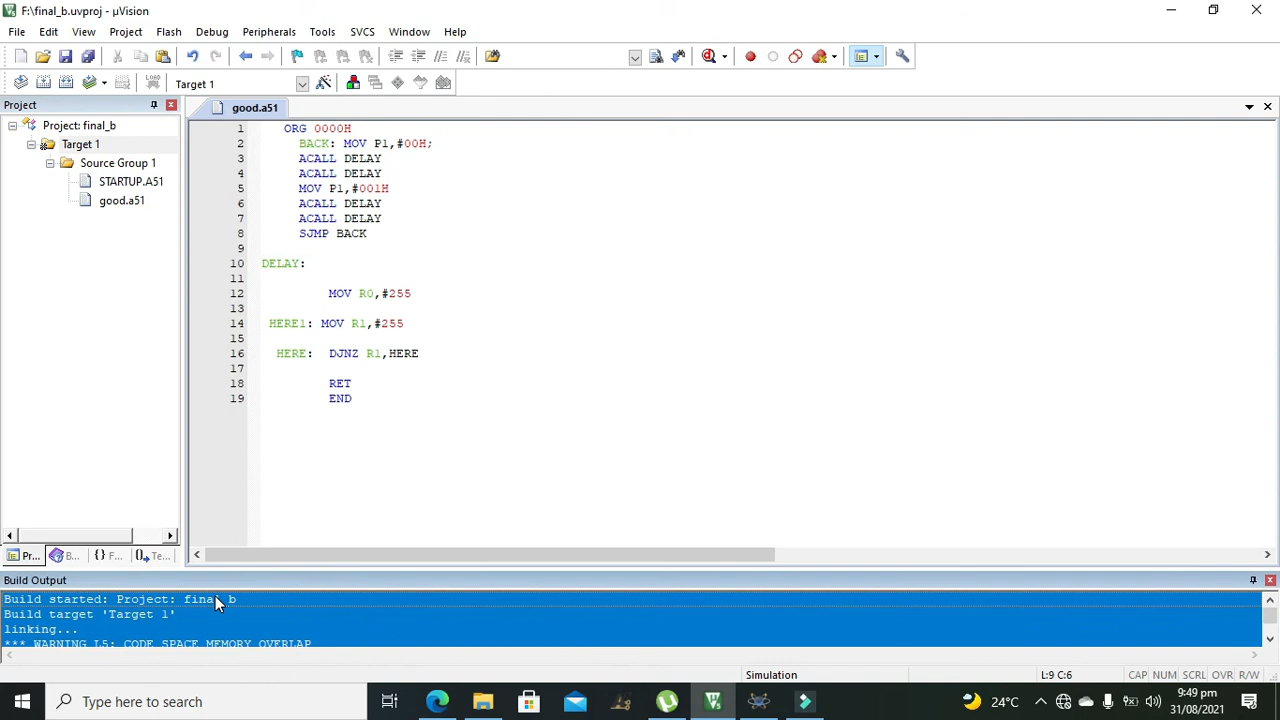 F:\final_b.uvproj - µVision
File Edit View Project Flash Debug Peripherals Tools SVCS Window Help
LOAD Target 1
Project
good.a51
Project: final_b
Target 1
Source Group 1
STARTUP.A51
good.a51
1 ORG 0000H
2 BACK: MOV P1,#00H;
3 ACALL DELAY
4 ACALL DELAY
5 MOV P1,#001H
6 ACALL DELAY
7 ACALL DELAY
8 SJMP BACK
9
10 DELAY:
11
12 MOV R0,#255
13
14 HERE1: MOV R1,#255
15
16 HERE: DJNZ R1,HERE
17
18 RET
19 END
Pr... B... {} F... 0→ Te...
Build Output
Build started: Project: final_b
Build target 'Target 1'
linking...
*** WARNING L5: CODE SPACE MEMORY OVERLAP
Simulation L:9 C:6 CAP NUM SCRL OVR R/W
Type here to search 24°C 9:49 pm
31/08/2021